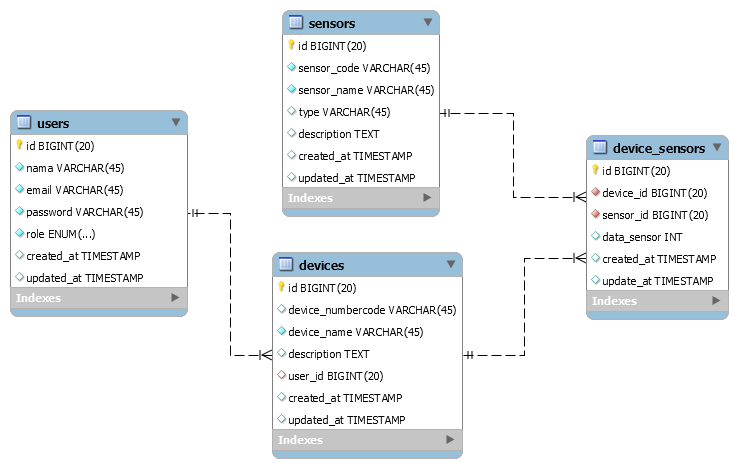 sensors
id BIGINT(20)
sensor_code VARCHAR(45)
sensor_name VARCHAR(45)
type VARCHAR(45)
description TEXT
created_at TIMESTAMP
updated_at TIMESTAMP
Indexes
users
id BIGINT(20)
nama VARCHAR(45)
email VARCHAR(45)
password VARCHAR(45)
role ENUM(...)
created_at TIMESTAMP
updated_at TIMESTAMP
Indexes
device_sensors
id BIGINT(20)
device_id BIGINT(20)
sensor_id BIGINT(20)
data_sensor INT
created_at TIMESTAMP
update_at TIMESTAMP
Indexes
devices
id BIGINT(20)
device_numbercode VARCHAR(45)
device_name VARCHAR(45)
description TEXT
user_id BIGINT(20)
created_at TIMESTAMP
updated_at TIMESTAMP
Indexes